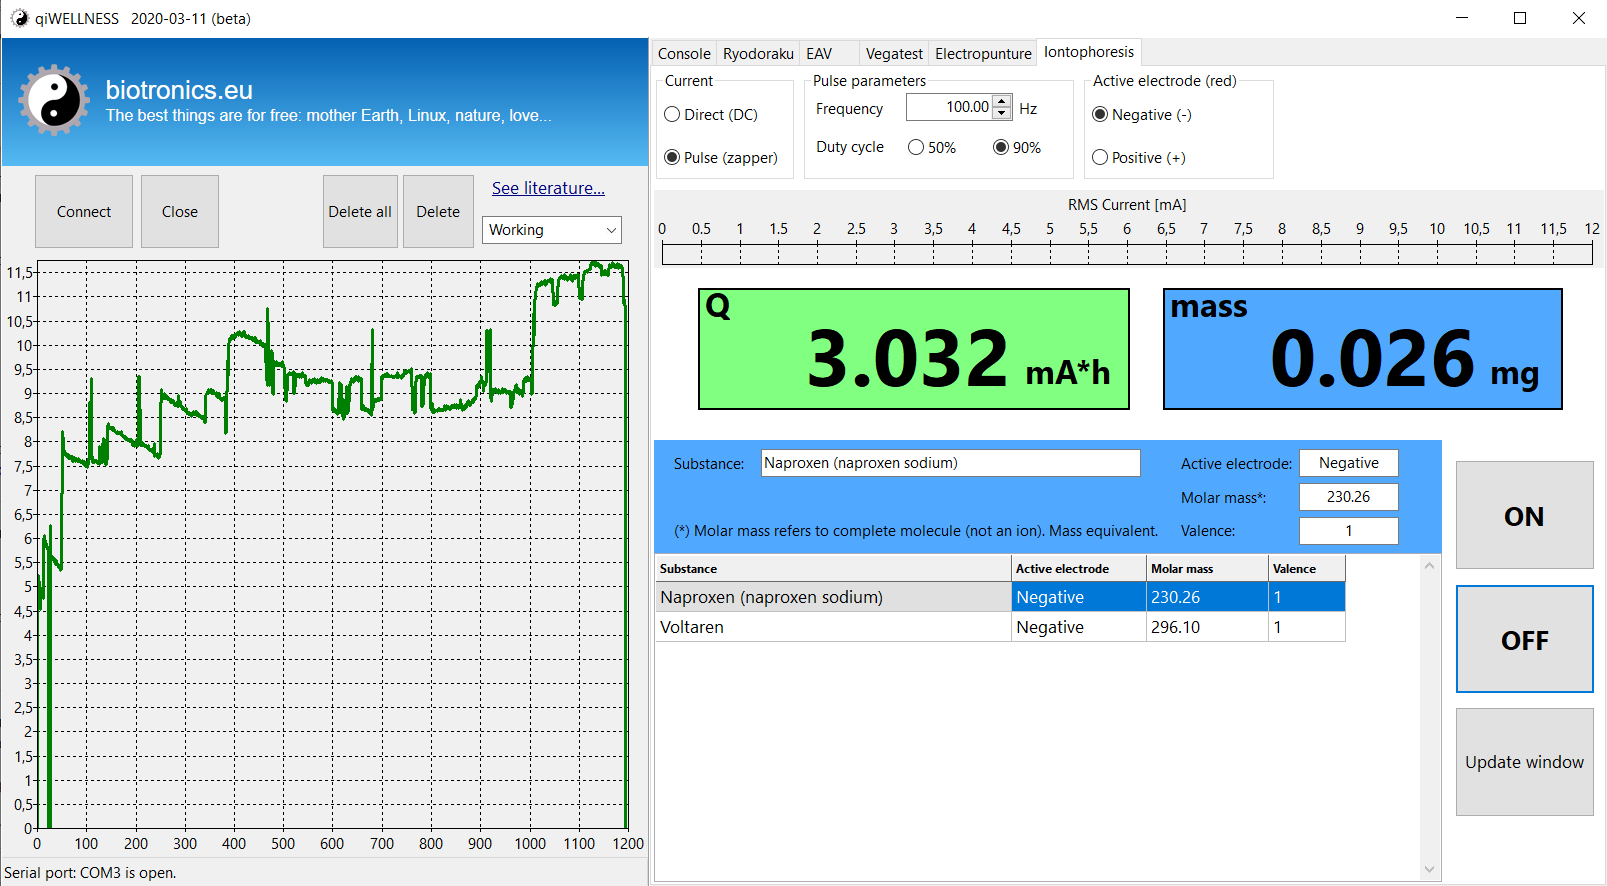 qiWELLNESS 2020-03-11 (beta)
biotronics.eu
The best things are for free: mother Earth, Linux, nature, love...
Connect
Close
Delete all
Delete
See literature...
Working
11,5
11
10,5
10
9,5
9
8,5
8
7,5
7
6,5
6
5,5
5
4,5
4
3,5
3
2,5
2
1,5
1
0,5
0
0 100 200 300 400 500 600 700 800 900 1000 1100 1200
Serial port: COM3 is open.
Console Ryodoraku EAV Vegatest Electropunture Iontophoresis
Current
Direct (DC)
Pulse (zapper)
Pulse parameters
Frequency 100.00 Hz
Duty cycle 50% 90%
Active electrode (red)
Negative (-)
Positive (+)
RMS Current [mA]
0 0.5 1 1.5 2 2.5 3 3.5 4 4,5 5 5,5 6 6,5 7 7,5 8 8,5 9 9,5 10 10,5 11 11,5 12
Q
3.032 mA*h
mass
0.026 mg
Substance: Naproxen (naproxen sodium)
Active electrode: Negative
Molar mass*: 230.26
(*) Molar mass refers to complete molecule (not an ion). Mass equivalent.
Valence: 1
Substance Active electrode Molar mass Valence
Naproxen (naproxen sodium) Negative 230.26 1
Voltaren Negative 296.10 1
ON
OFF
Update window